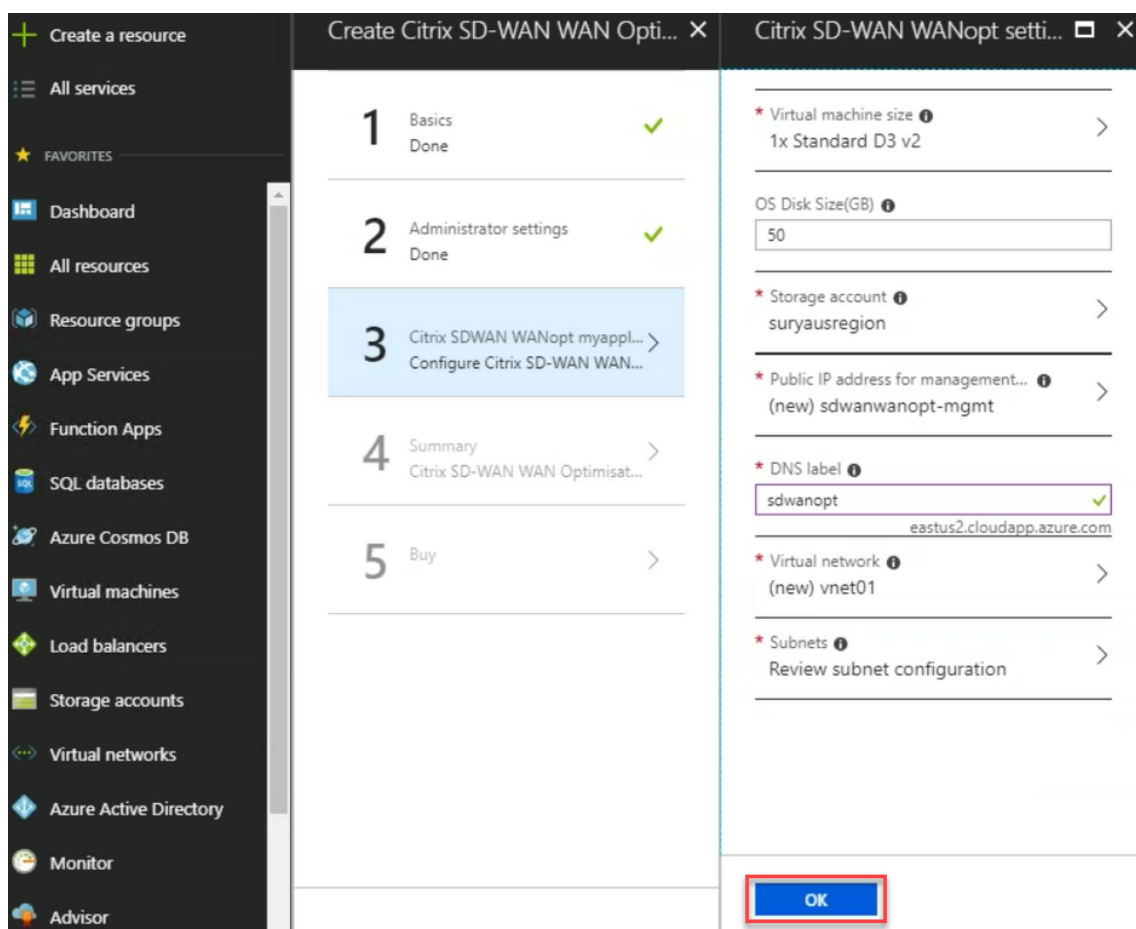 Create a resource
All services
FAVORITES
Dashboard
All resources
Resource groups
App Services
Function Apps
SQL
SQL databases
Azure Cosmos DB
Virtual machines
Load balancers
Storage accounts
Virtual networks
Azure Active Directory
Monitor
Advisor
Create Citrix SD-WAN WAN Opti...
1
Basics
Done
2
Administrator settings
Done
3
Citrix SDWAN WANopt myappl...
Configure Citrix SD-WAN WAN...
4
Summary
Citrix SD-WAN WAN Optimisat...
5
Buy
Citrix SD-WAN WANopt setti...
* Virtual machine size
1x Standard D3 v2
OS Disk Size(GB)
50
* Storage account
suryausregion
* Public IP address for management...
(new) sdwanwanopt-mgmt
* DNS label
sdwanopt
eastus2.cloudapp.azure.com
* Virtual network
(new) vnet01
* Subnets
Review subnet configuration
OK